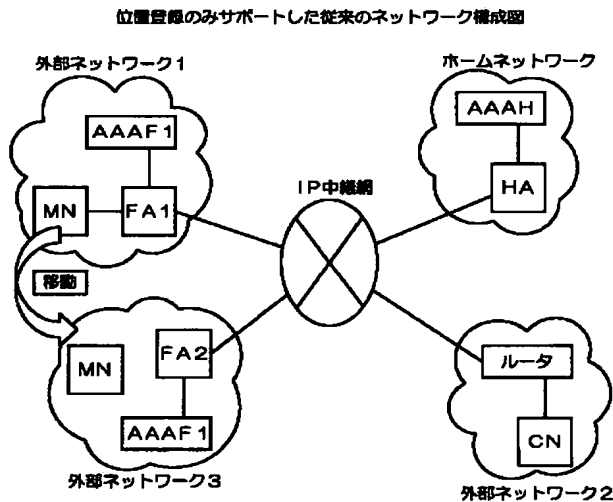 位置登録のみサポートした従来のネットワーク構成図
外部ネットワーク1
ホームネットワーク
AAAF1
AAAH
IP中継網
MN
FA1
HA
移動
MN
FA2
ルータ
AAAF1
CN
外部ネットワーク3
外部ネットワーク2